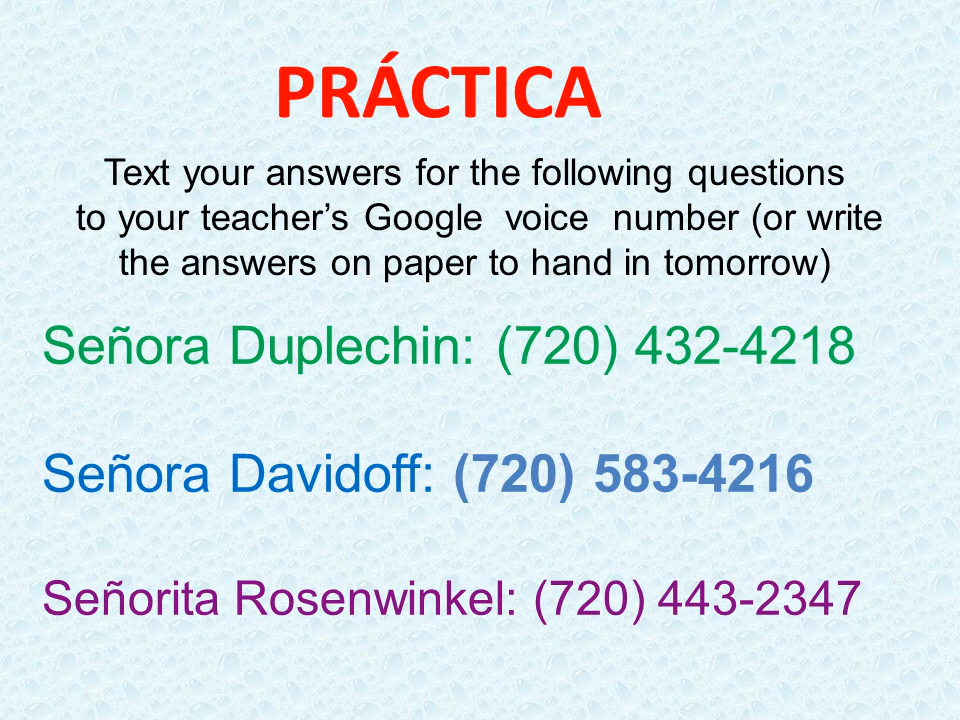 PRÁCTICA
Text your answers for the following questions
to your teacher’s Google voice number (or write
the answers on paper to hand in tomorrow)
Señora Duplechin: (720) 432-4218
Señora Davidoff: (720) 583-4216
Señorita Rosenwinkel: (720) 443-2347